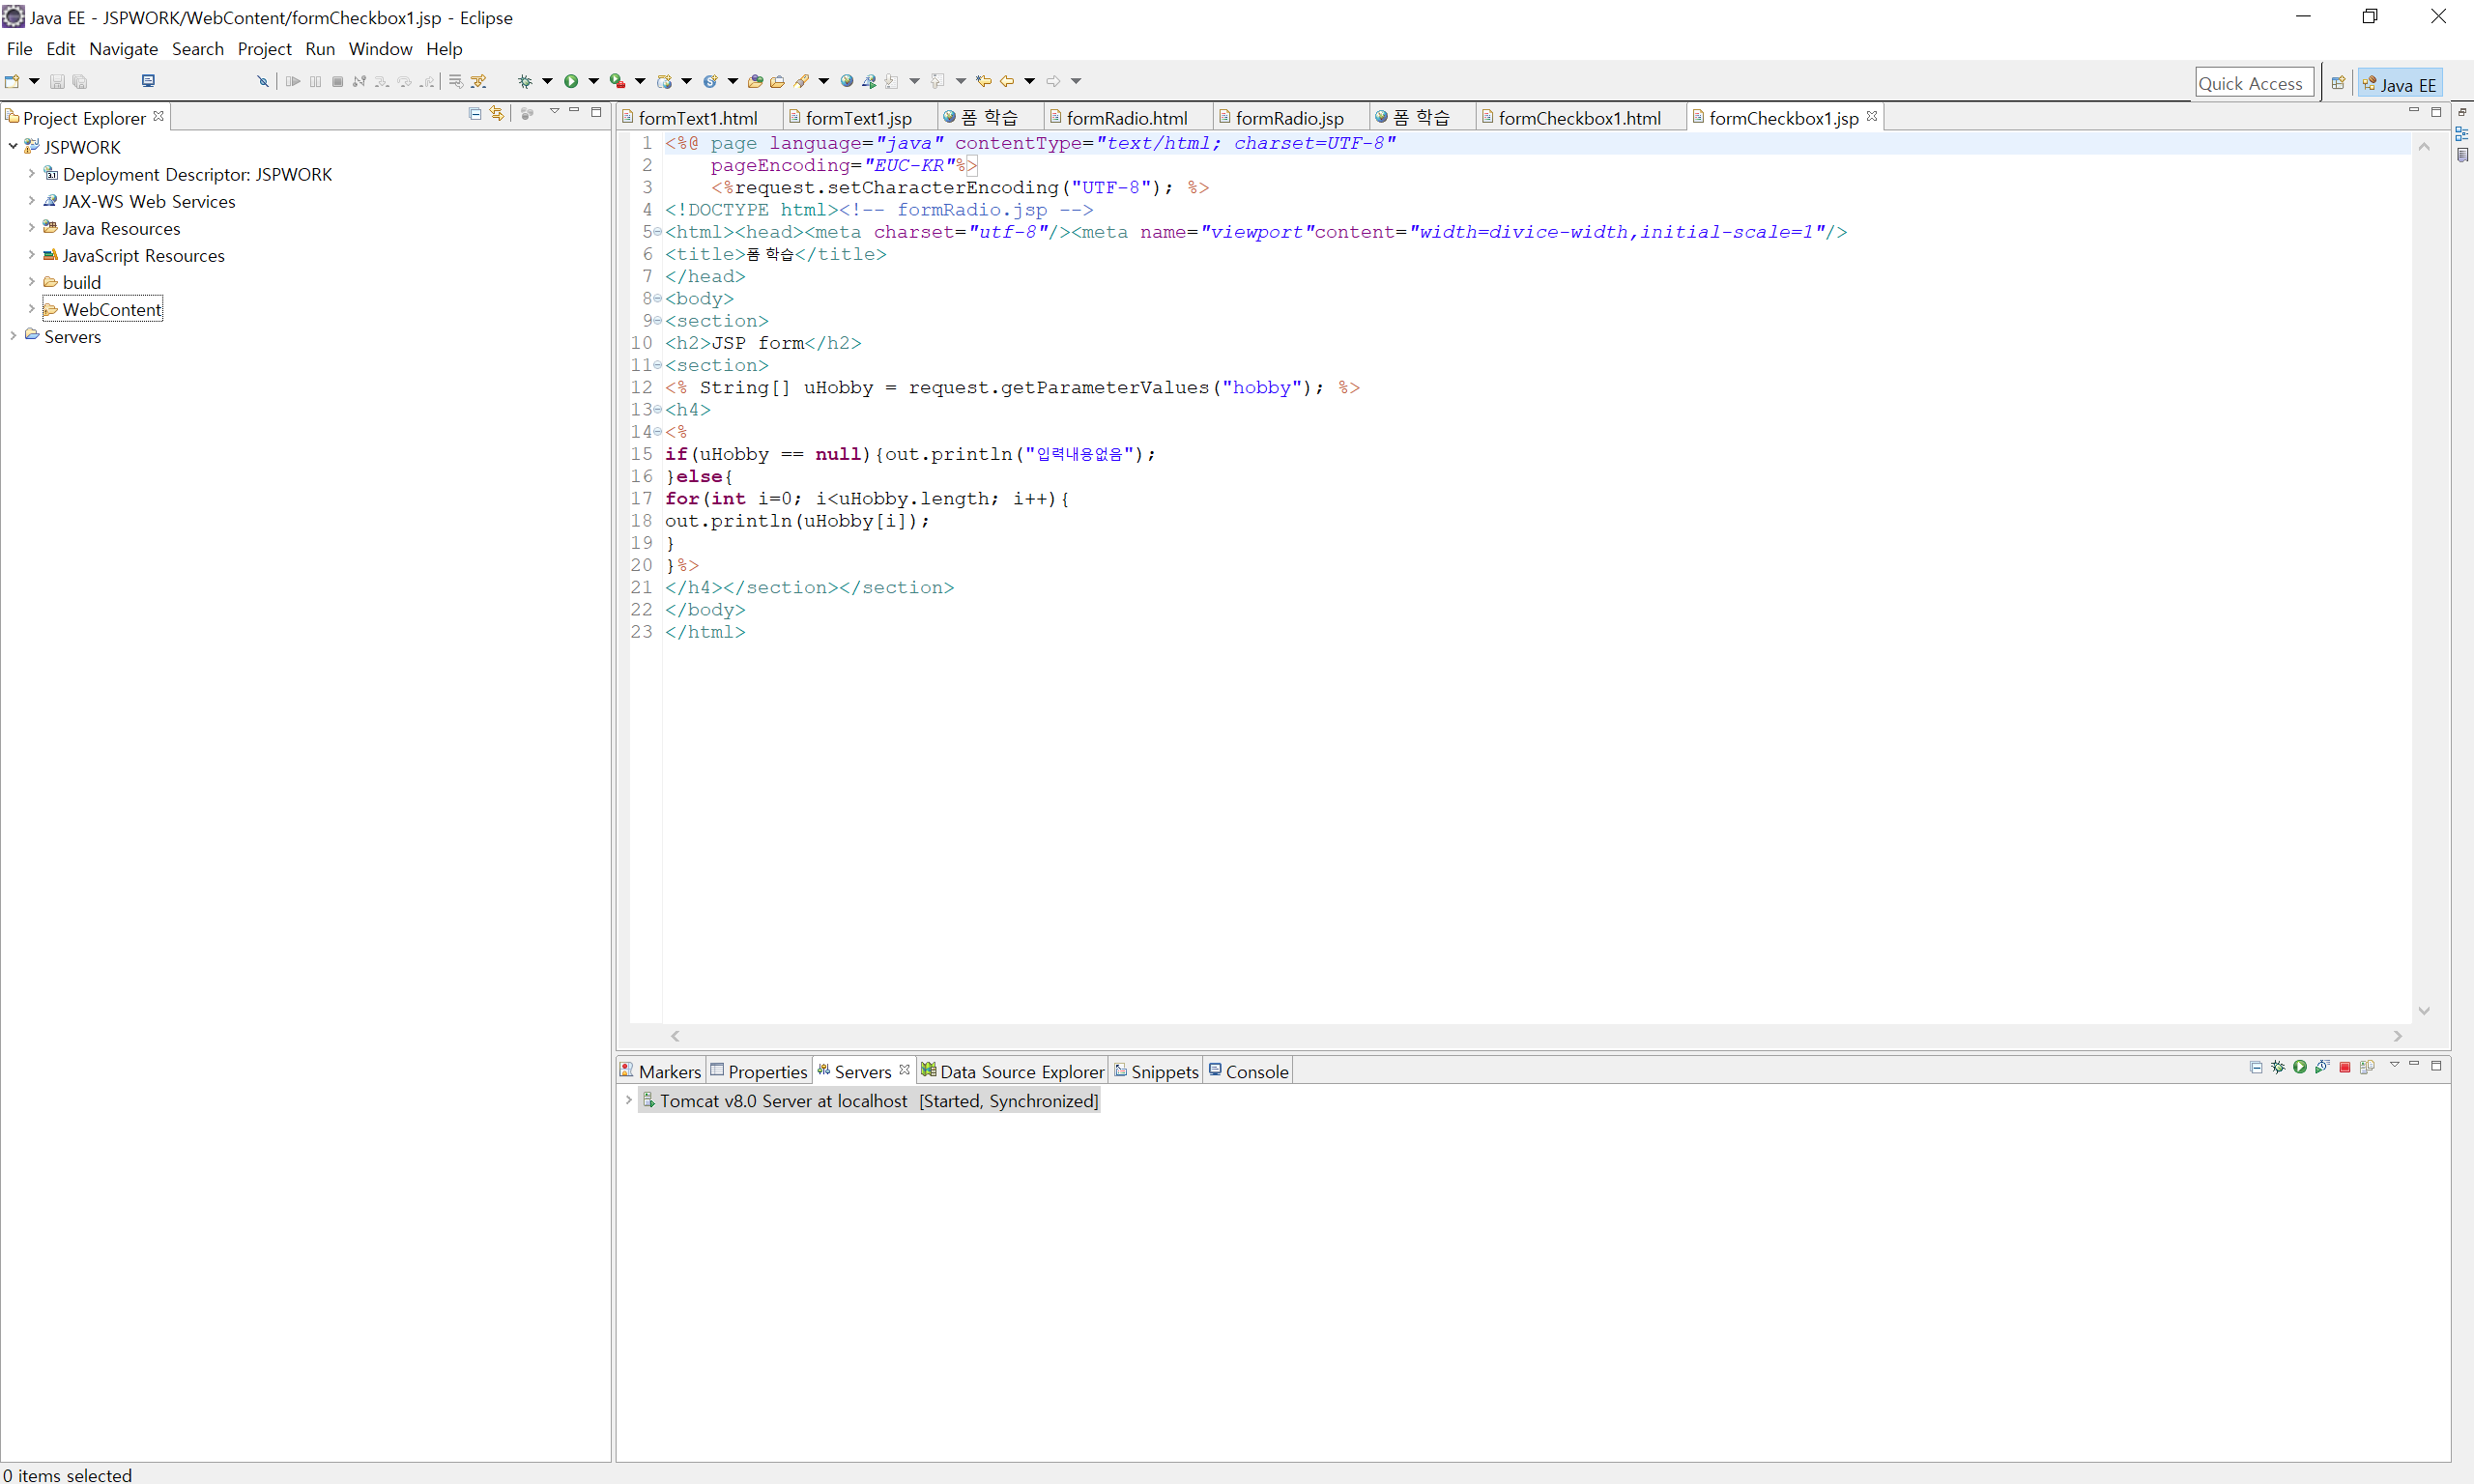 Java EE - JSPWORK/WebContent/formCheckbox1.jsp - Eclipse
File Edit Navigate Search Project Run Window Help
Quick Access
Java EE
Project Explorer
JSPWORK
Deployment Descriptor: JSPWORK
JAX-WS Web Services
Java Resources
JavaScript Resources
build
WebContent
Servers
formText1.html formText1.jsp 폼 학습 formRadio.html formRadio.jsp 폼 학습 formCheckbox1.html formCheckbox1.jsp
1 <%@ page language="java" contentType="text/html; charset=UTF-8"
2     pageEncoding="EUC-KR"%>
3     <%request.setCharacterEncoding("UTF-8"); %>
4 <!DOCTYPE html><!-- formRadio.jsp -->
5 <html><head><meta charset="utf-8"/><meta name="viewport"content="width=divice-width,initial-scale=1"/>
6 <title>폼 학습</title>
7 </head>
8 <body>
9 <section>
10 <h2>JSP form</h2>
11 <section>
12 <% String[] uHobby = request.getParameterValues("hobby"); %>
13 <h4>
14 <%
15 if(uHobby == null){out.println("입력내용없음");
16 }else{
17 for(int i=0; i<uHobby.length; i++){
18 out.println(uHobby[i]);
19 }
20 }%>
21 </h4></section></section>
22 </body>
23 </html>
Markers Properties Servers Data Source Explorer Snippets Console
Tomcat v8.0 Server at localhost [Started, Synchronized]
0 items selected